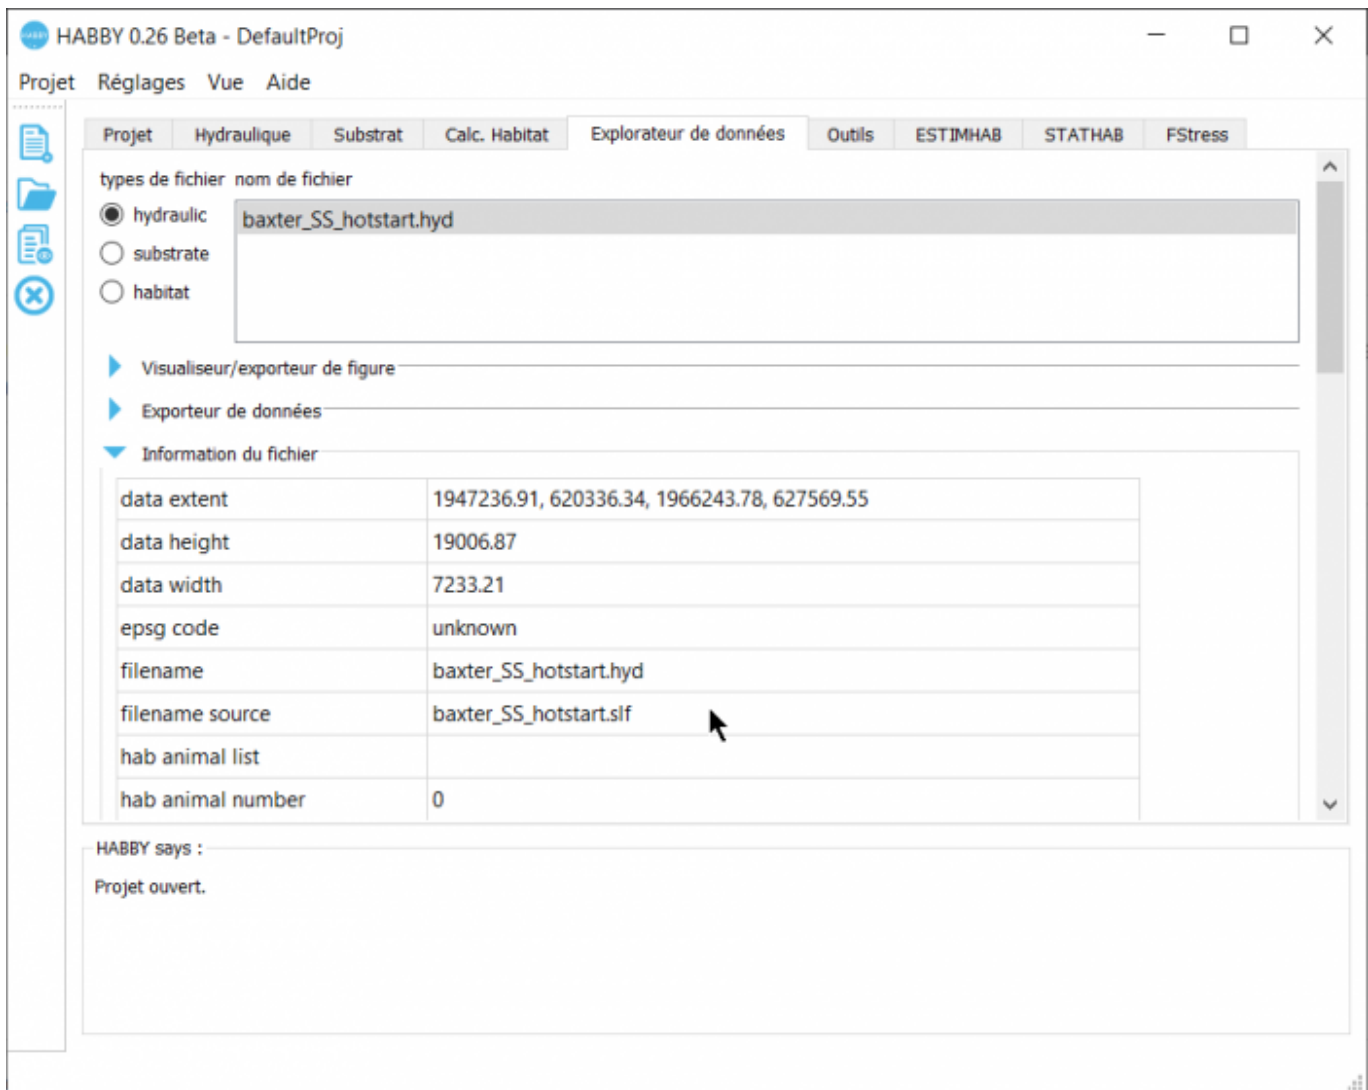 HABBY 0.26 Beta - DefaultProj
Projet Réglages Vue Aide
Projet Hydraulique Substrat Calc. Habitat Explorateur de données Outils ESTIMHAB STATHAB FStress
types de fichier nom de fichier
hydraulic baxter_SS_hotstart.hyd
substrate
habitat
Visualiseur/exporteur de figure
Exporteur de données
Information du fichier
data extent 1947236.91, 620336.34, 1966243.78, 627569.55
data height 19006.87
data width 7233.21
epsg code unknown
filename baxter_SS_hotstart.hyd
filename source baxter_SS_hotstart.slf
hab animal list
hab animal number 0
HABBY says :
Projet ouvert.